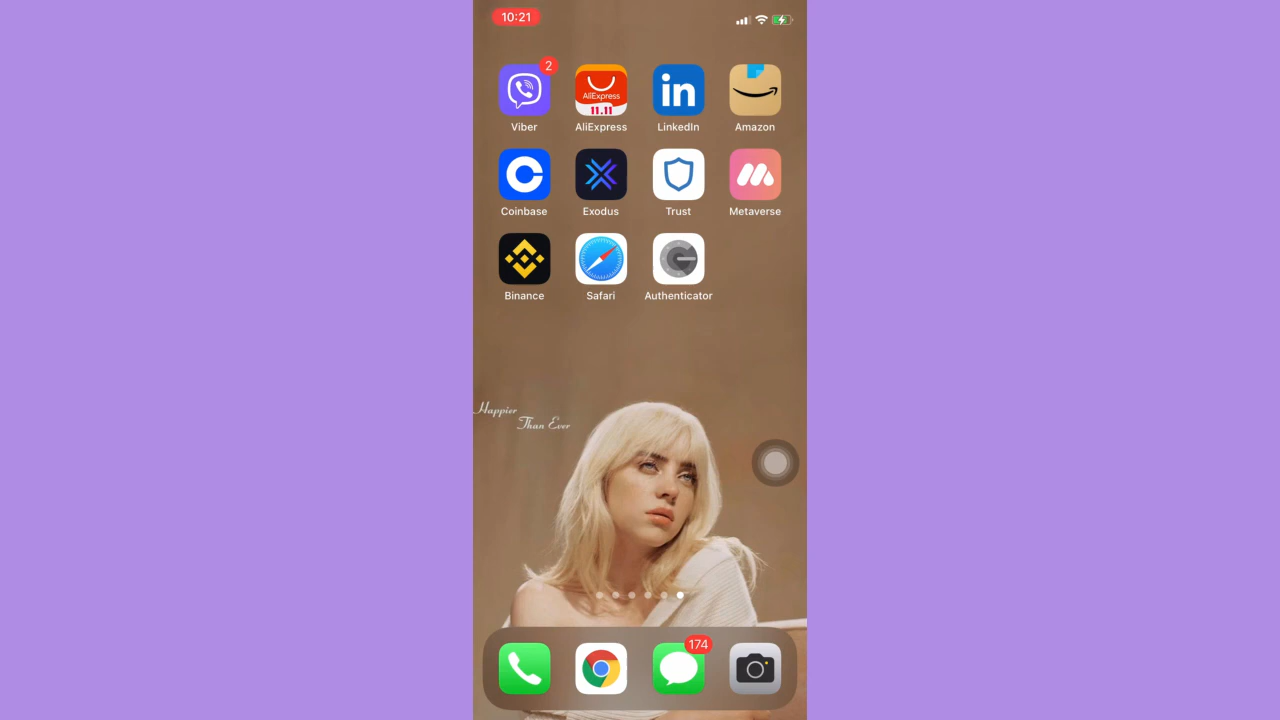 10:21
2
AliExpress
11.11
in
Viber
AliExpress
LinkedIn
Amazon
Coinbase
Exodus
Trust
Metaverse
Binance
Safari
Authenticator
Happier
Than Ever
174